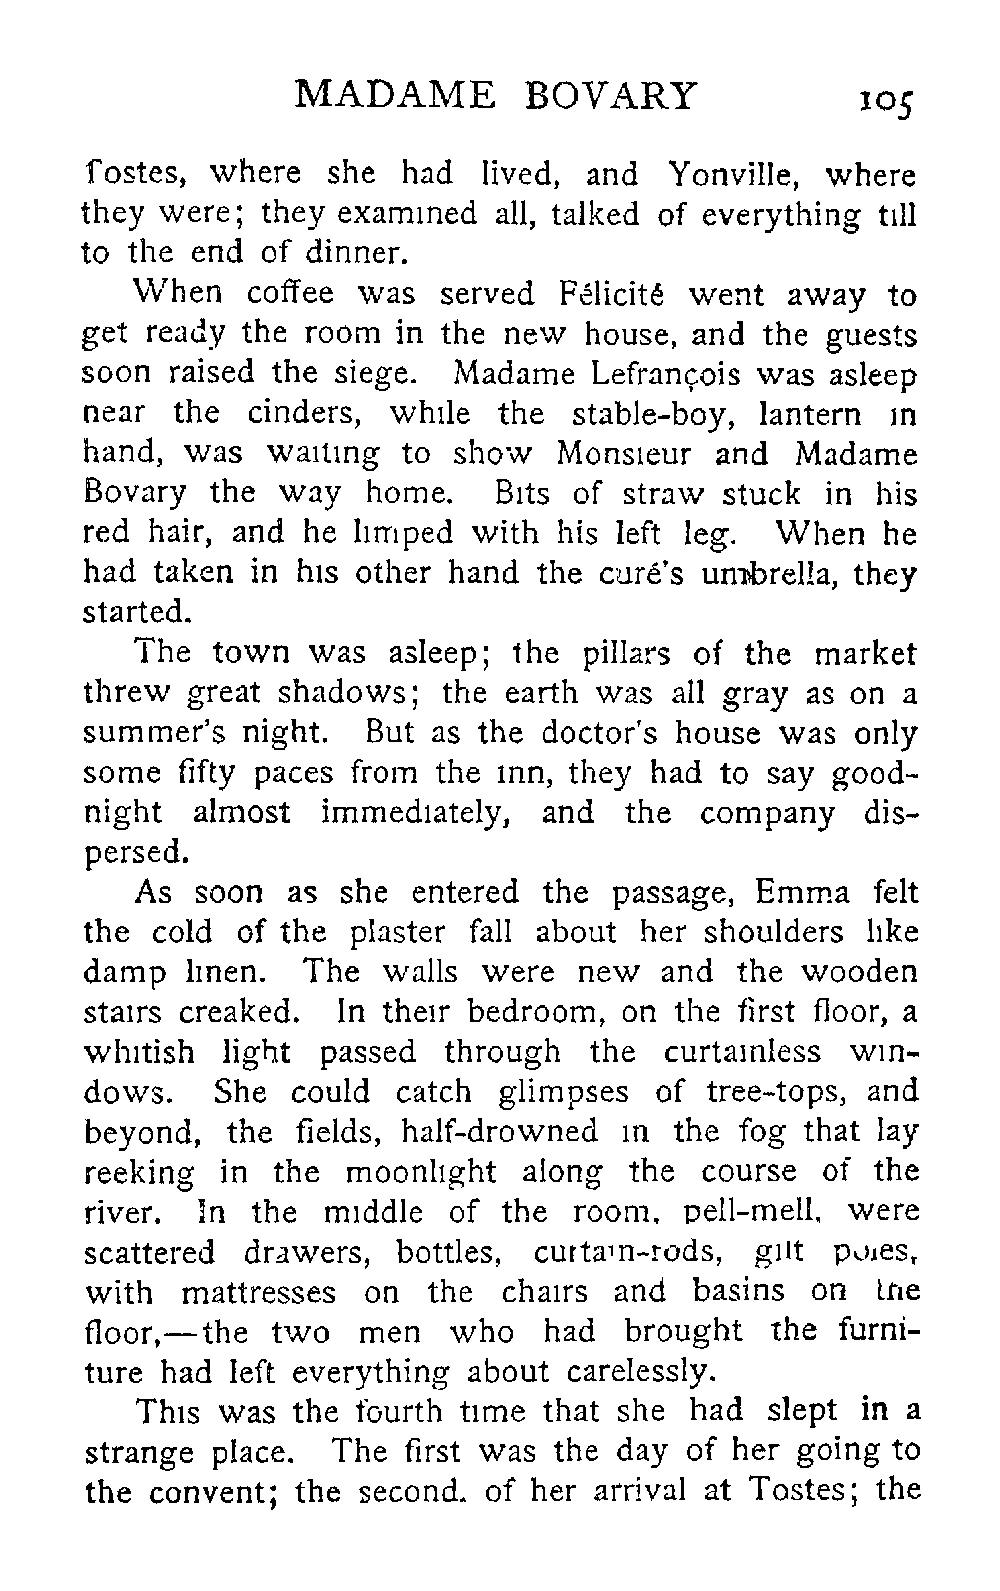 MADAME BOVARY 105
Tostes, where she had lived, and Yonville, where
they were; they examined all, talked of everything till
to the end of dinner.
When coffee was served Félicité went away to
get ready the room in the new house, and the guests
soon raised the siege. Madame Lefrançois was asleep
near the cinders, while the stable-boy, lantern in
hand, was waiting to show Monsieur and Madame
Bovary the way home. Bits of straw stuck in his
red hair, and he limped with his left leg. When he
had taken in his other hand the curé's umbrella, they
started.
The town was asleep; the pillars of the market
threw great shadows; the earth was all gray as on a
summer's night. But as the doctor's house was only
some fifty paces from the inn, they had to say good-
night almost immediately, and the company dis-
persed.
As soon as she entered the passage, Emma felt
the cold of the plaster fall about her shoulders like
damp linen. The walls were new and the wooden
stairs creaked. In their bedroom, on the first floor, a
whitish light passed through the curtainless win-
dows. She could catch glimpses of tree-tops, and
beyond, the fields, half-drowned in the fog that lay
reeking in the moonlight along the course of the
river. In the middle of the room, pell-mell, were
scattered drawers, bottles, curtain-rods, gilt poles,
with mattresses on the chairs and basins on the
floor,—the two men who had brought the furni-
ture had left everything about carelessly.
This was the fourth time that she had slept in a
strange place. The first was the day of her going to
the convent; the second. of her arrival at Tostes; the